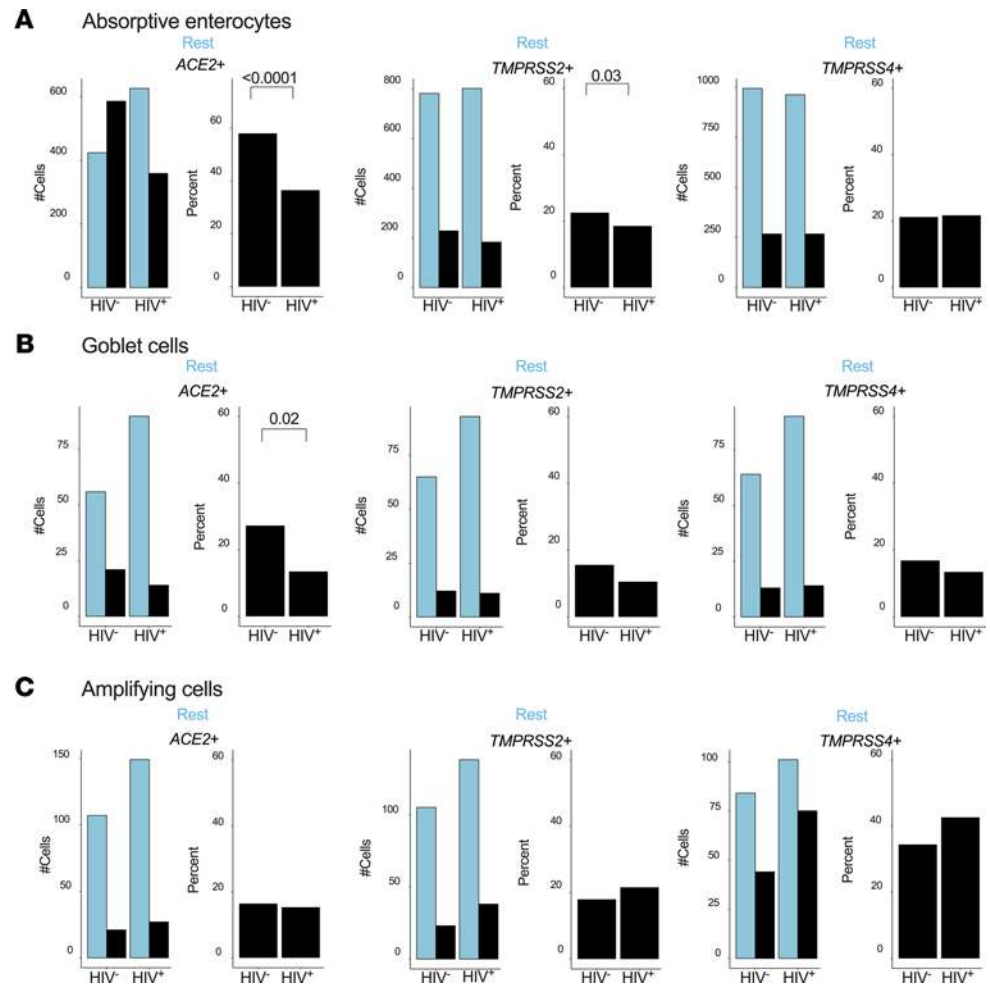 A Absorptive enterocytes
Rest Rest Rest
ACE2+ TMPRSS2+ TMPRSS4+
<0.0001 0.03
#Cells 600 400 200 0 HIV- HIV+
Percent 60 40 20 0 HIV- HIV+
#Cells 800 600 400 200 0 HIV- HIV+
Percent 60 40 20 0 HIV- HIV+
#Cells 1000 750 500 250 0 HIV- HIV+
Percent 60 40 20 0 HIV- HIV+
B Goblet cells
Rest Rest Rest
ACE2+ TMPRSS2+ TMPRSS4+
0.02
#Cells 75 50 25 0 HIV- HIV+
Percent 60 40 20 0 HIV- HIV+
#Cells 75 50 25 0 HIV- HIV+
Percent 60 40 20 0 HIV- HIV+
#Cells 75 50 25 0 HIV- HIV+
Percent 60 40 20 0 HIV- HIV+
C Amplifying cells
Rest Rest Rest
ACE2+ TMPRSS2+ TMPRSS4+
#Cells 150 100 50 0 HIV- HIV+
Percent 60 40 20 0 HIV- HIV+
#Cells 100 50 0 HIV- HIV+
Percent 60 40 20 0 HIV- HIV+
#Cells 100 75 50 25 0 HIV- HIV+
Percent 60 40 20 0 HIV- HIV+